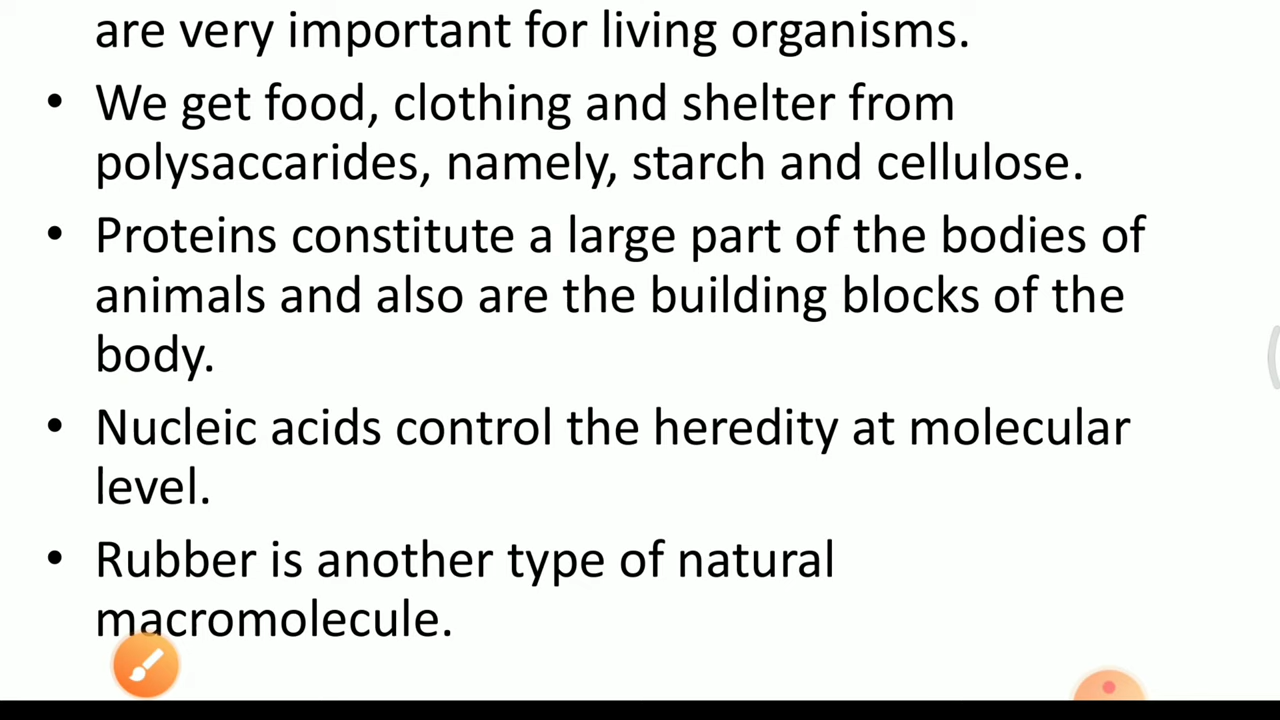 are very important for living organisms.
• We get food, clothing and shelter from
polysaccarides, namely, starch and cellulose.
• Proteins constitute a large part of the bodies of
animals and also are the building blocks of the
body.
• Nucleic acids control the heredity at molecular
level.
• Rubber is another type of natural
macromolecule.